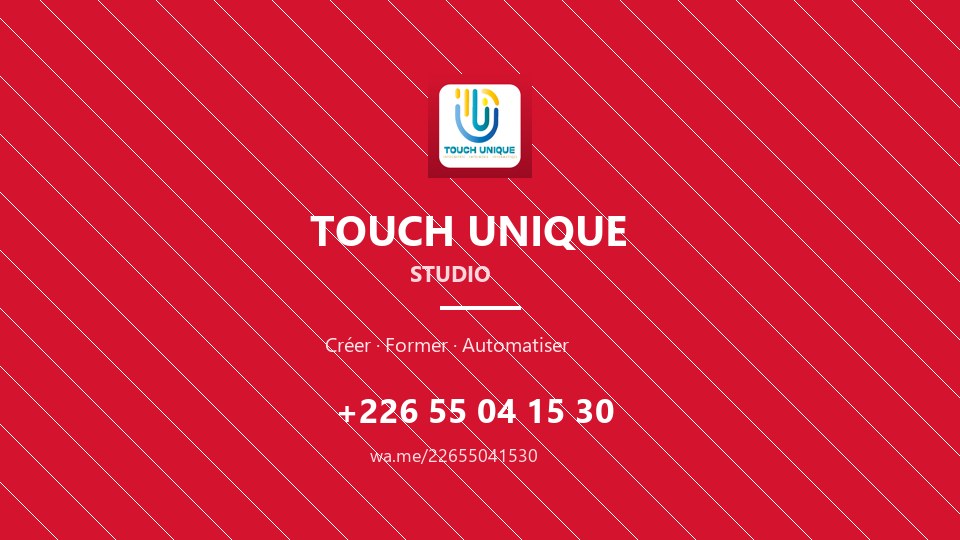 TOUCH UNIQUE
TOUCH UNIQUE
STUDIO
Créer · Former · Automatiser
+226 55 04 15 30
wa.me/22655041530